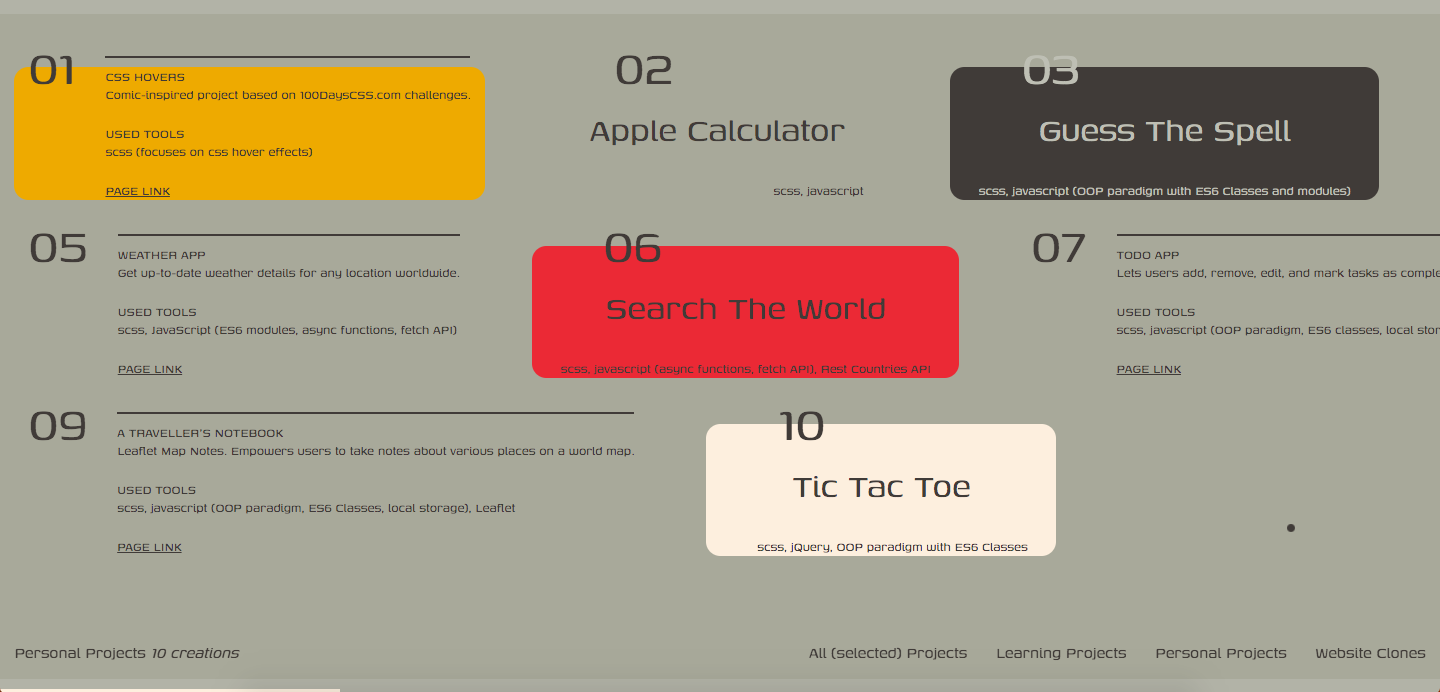 01
CSS HOVERS
Comic-inspired project based on 100DaysCSS.com challenges.
USED TOOLS
scss (focuses on css hover effects)
PAGE LINK
02
Apple Calculator
scss, javascript
03
Guess The Spell
scss, javascript (OOP paradigm with ES6 Classes and modules)
05
WEATHER APP
Get up-to-date weather details for any location worldwide.
USED TOOLS
scss, JavaScript (ES6 modules, async functions, fetch API)
PAGE LINK
06
Search The World
scss, javascript (async functions, fetch API), Rest Countries API
07
TODO APP
Lets users add, remove, edit, and mark tasks as comple
USED TOOLS
scss, javascript (OOP paradigm, ES6 classes, local stor
PAGE LINK
09
A TRAVELLER'S NOTEBOOK
Leaflet Map Notes. Empowers users to take notes about various places on a world map.
USED TOOLS
scss, javascript (OOP paradigm, ES6 Classes, local storage), Leaflet
PAGE LINK
10
Tic Tac Toe
scss, jQuery, OOP paradigm with ES6 Classes
Personal Projects 10 creations
All (selected) Projects Learning Projects Personal Projects Website Clones